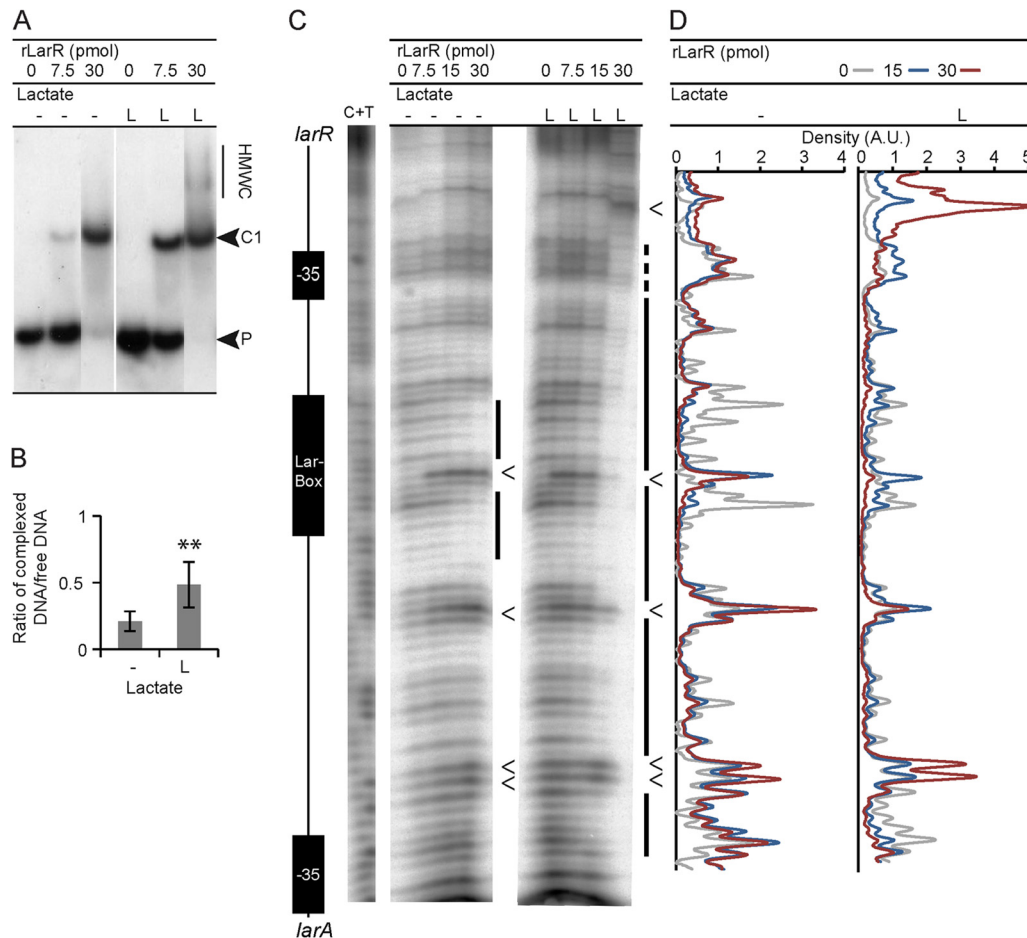 A
rLarR (pmol)
0 7.5 30 0 7.5 30
Lactate
- - - L L L
HMWC
C1
P
B
Ratio of complexed
DNA/free DNA
1
0.5
0
**
- L
Lactate
C
rLarR (pmol)
0 7.5 15 30 0 7.5 15 30
Lactate
C+T - - - - L L L L
larR
-35
Lar-
Box
-35
larA
<
<
<
<
<
<
<
<
<
D
rLarR (pmol)
0 15 30
Lactate
- L
Density (A.U.)
0 1 2 3 4 0 1 2 3 4 5